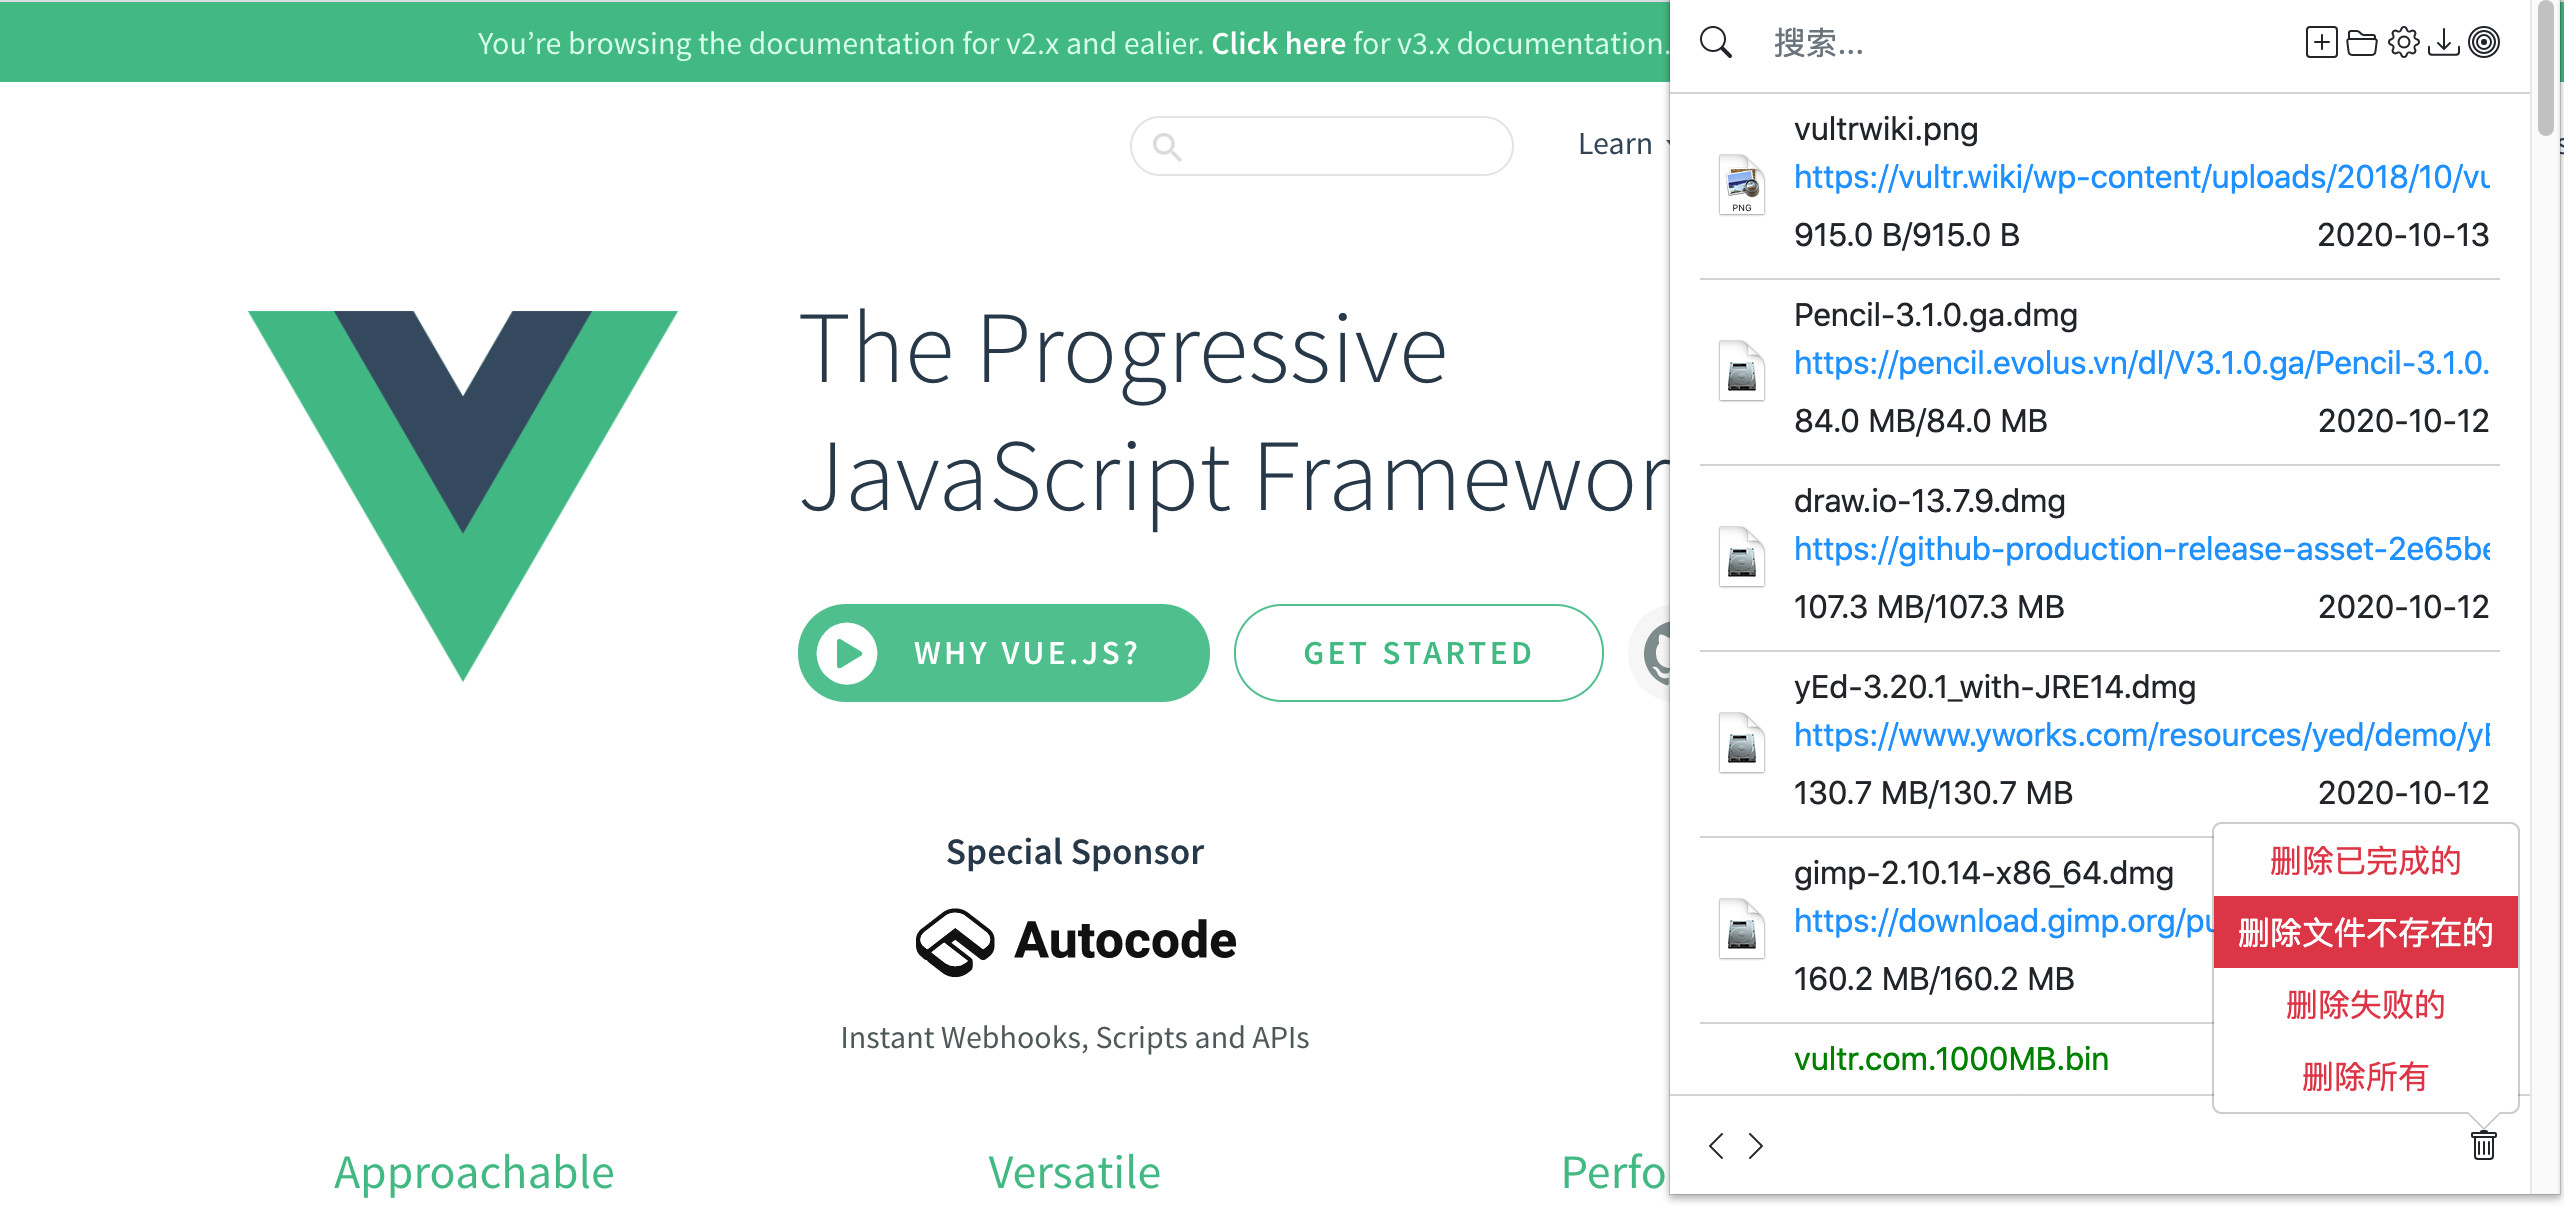 You’re browsing the documentation for v2.x and ealier. Click here for v3.x documentation.
Learn
The Progressive
JavaScript Framewor
WHY VUE.JS?
GET STARTED
Special Sponsor
Autocode
Instant Webhooks, Scripts and APIs
Approachable
Versatile
Perfo
搜索...
vultrwiki.png
https://vultr.wiki/wp-content/uploads/2018/10/vu
PNG
915.0 B/915.0 B 2020-10-13
Pencil-3.1.0.ga.dmg
https://pencil.evolus.vn/dl/V3.1.0.ga/Pencil-3.1.0.
84.0 MB/84.0 MB 2020-10-12
draw.io-13.7.9.dmg
https://github-production-release-asset-2e65be
107.3 MB/107.3 MB 2020-10-12
yEd-3.20.1_with-JRE14.dmg
https://www.yworks.com/resources/yed/demo/yE
130.7 MB/130.7 MB 2020-10-12
gimp-2.10.14-x86_64.dmg
https://download.gimp.org/pu
160.2 MB/160.2 MB
vultr.com.1000MB.bin
删除已完成的
删除文件不存在的
删除失败的
删除所有